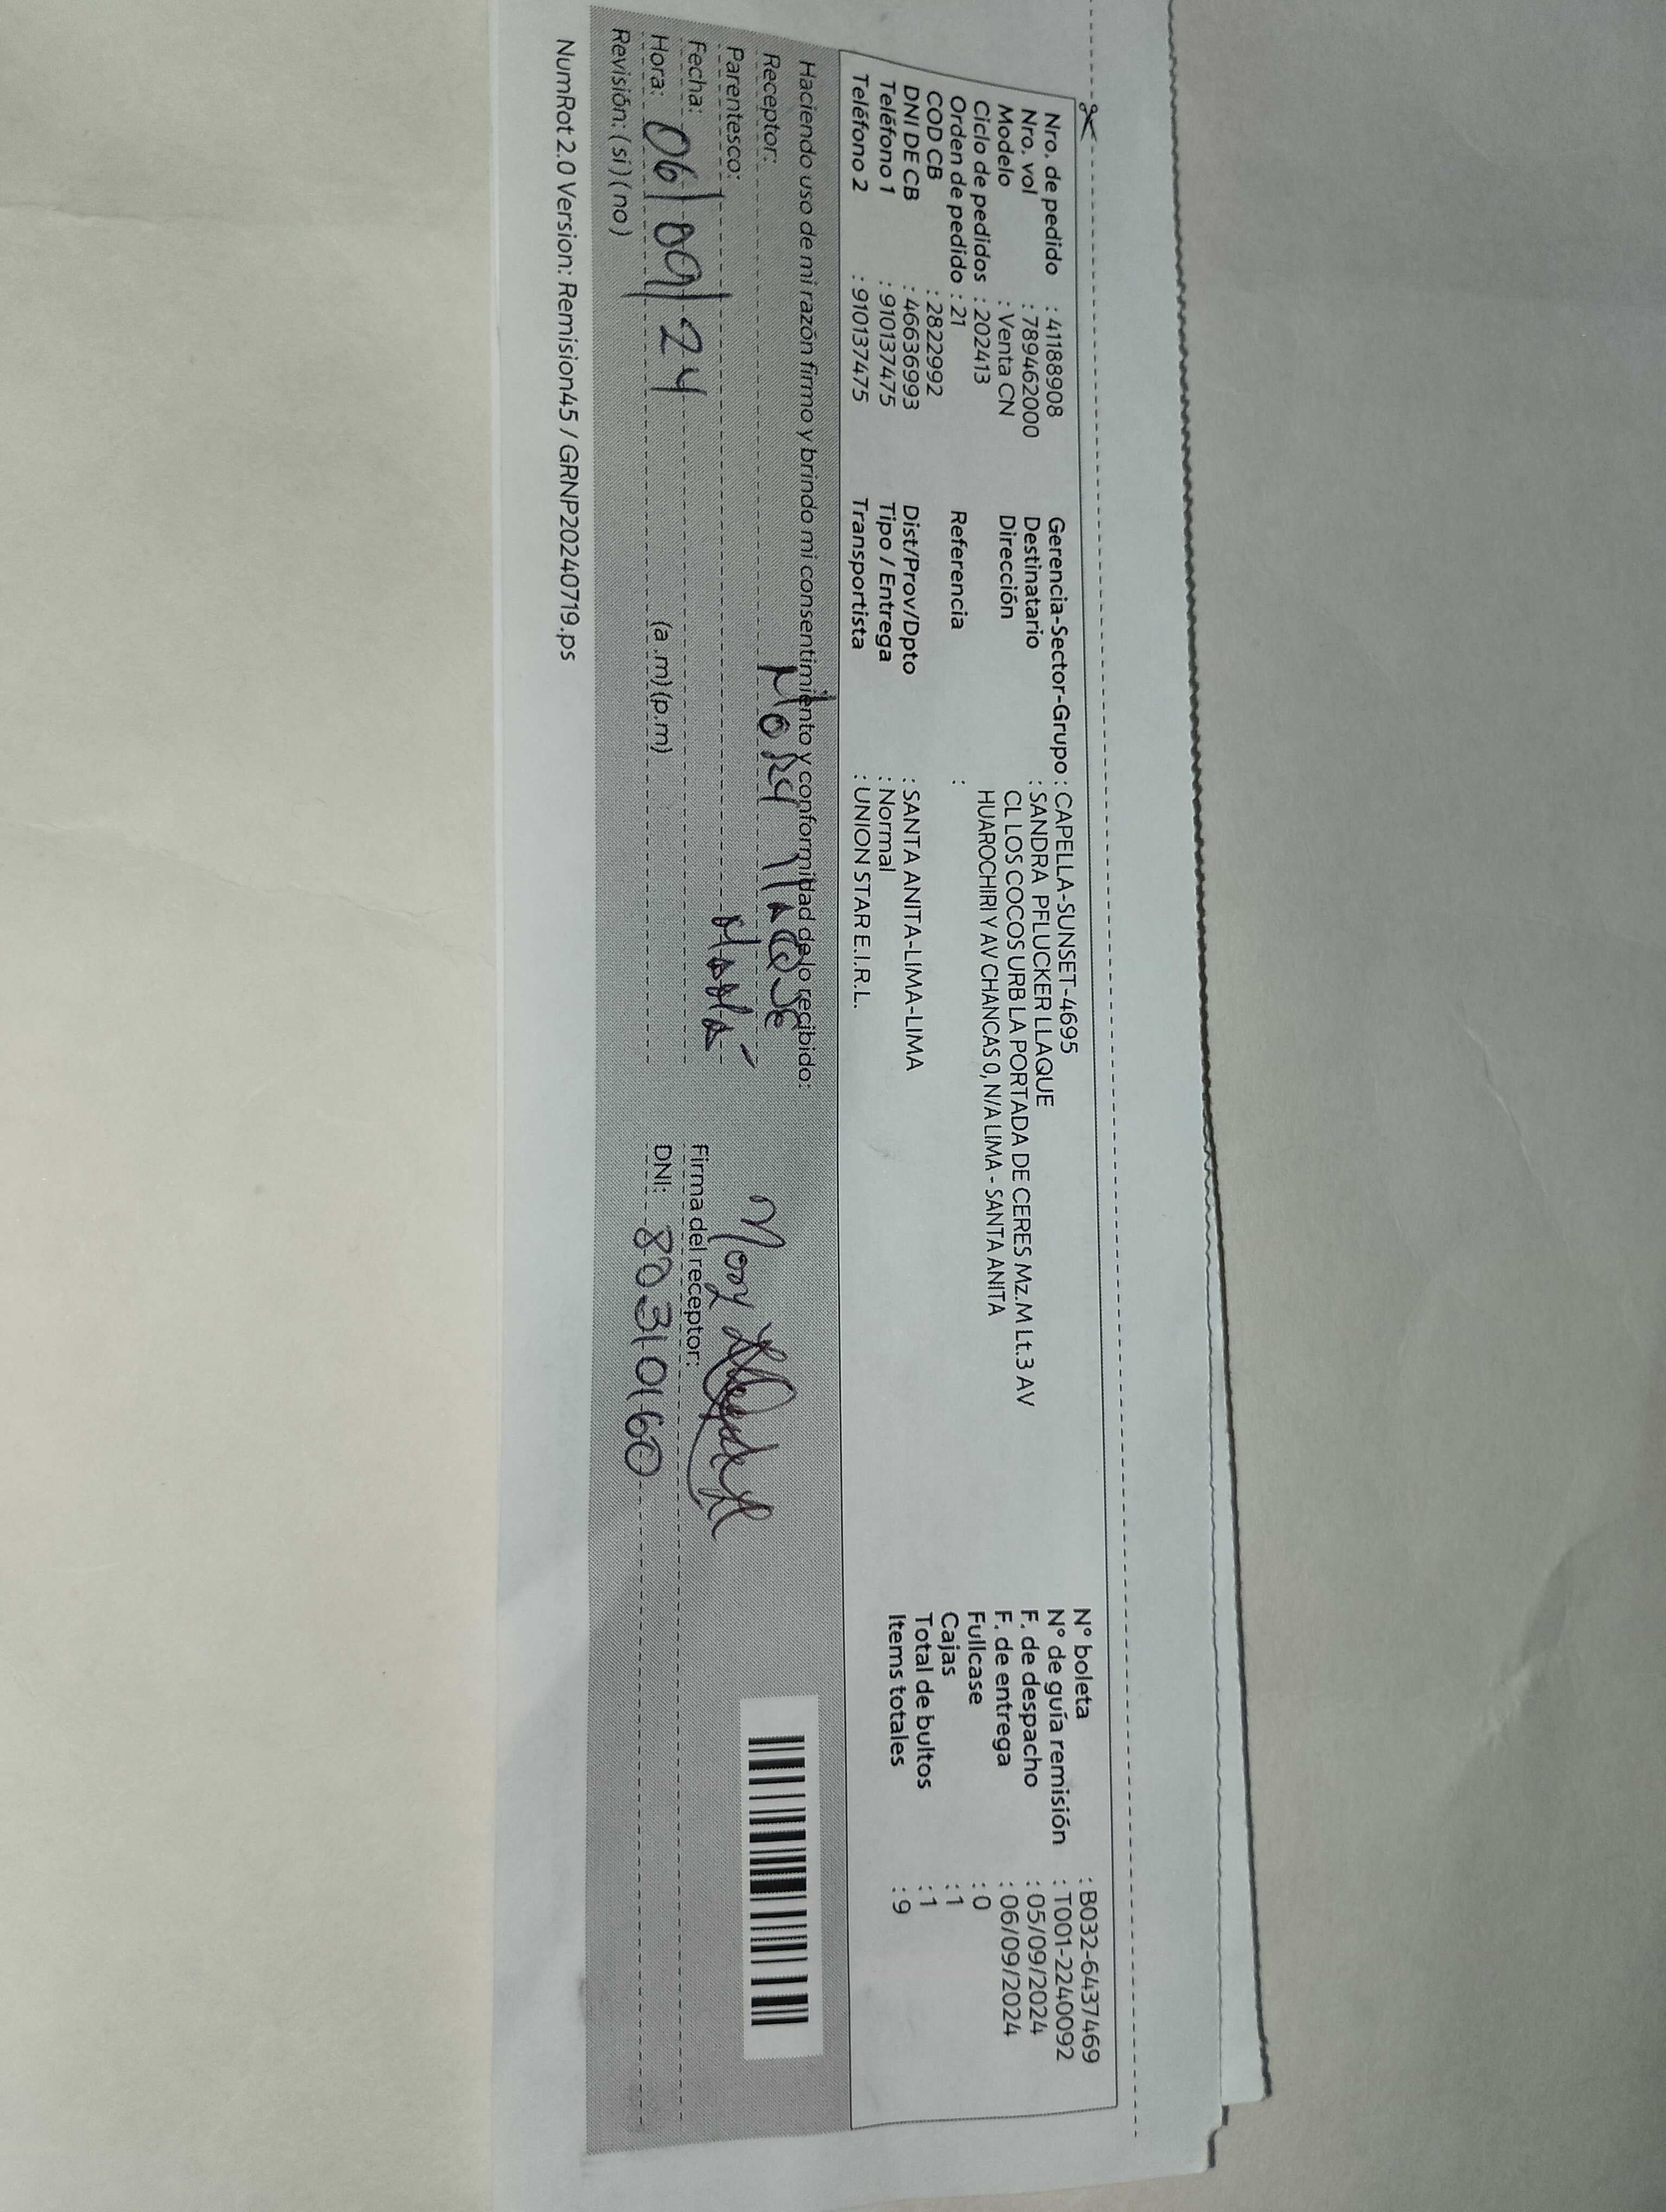 Nro. de pedido : 41188908
Nro. vol : 789462000
Modelo : Venta CN
Ciclo de pedidos : 202413
Orden de pedido : 21
COD CB : 2822992
DNI DE CB : 46636993
Teléfono 1 : 910137475
Teléfono 2 : 910137475
Gerencia-Sector-Grupo : CAPELLA-SUNSET-4695
Destinatario : SANDRA PFLUCKER LLAQUE
Dirección CL LOS COCOS URB LA PORTADA DE CERES Mz.M Lt.3 AV
HUAROCHIRI Y AV CHANCAS 0, N/A LIMA - SANTA ANITA
Referencia :
Dist/Prov/Dpto : SANTA ANITA-LIMA-LIMA
Tipo / Entrega : Normal
Transportista : UNION STAR E.I.R.L.
N° boleta : B032-6437469
N° de guía remisión : T001-2240092
F. de despacho : 05/09/2024
F. de entrega : 06/09/2024
Fullcase : 0
Cajas : 1
Total de bultos : 1
Items totales : 9
Haciendo uso de mi razón firmo y brindo mi consentimiento y conformidad de lo recibido:
Receptor:
Parentesco: Mamá
Fecha: 06/09/24
Hora: (a.m) (p.m)
Revisión: (si) (no)
Firma del receptor:
DNI: 80310160
NumRot 2.0 Version: Remision45 / GRNP20240719.ps